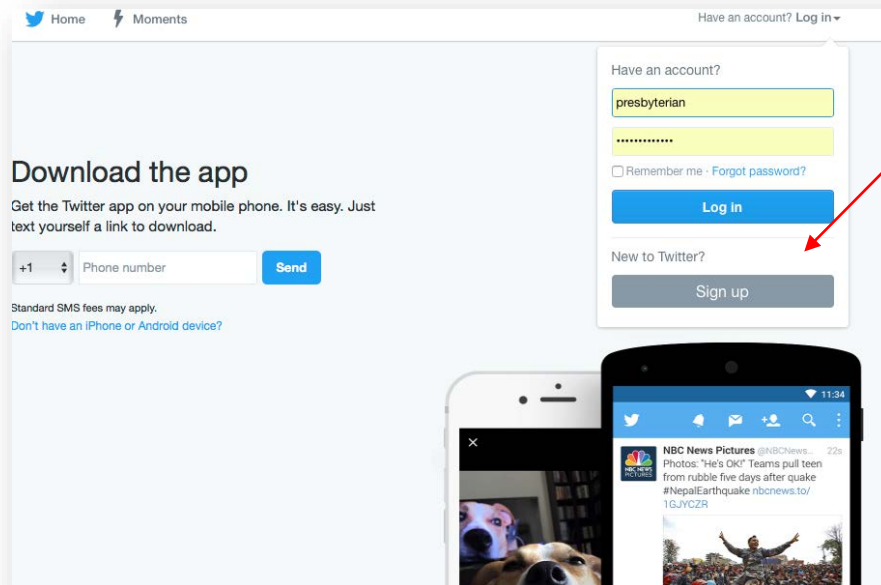 Home Moments Have an account? Log in
Have an account?
presbyterian
•••••••••••••
Remember me · Forgot password?
Log in
New to Twitter?
Sign up
Download the app
Get the Twitter app on your mobile phone. It's easy. Just
text yourself a link to download.
+1 Phone number Send
Standard SMS fees may apply.
Don't have an iPhone or Android device?
11:34
NBC News Pictures @NBCNews.. 22s
Photos: "He's OK!" Teams pull teen
from rubble five days after quake
#NepalEarthquake nbcnews.to/
1GJYCZR
NBC NEWS
PICTURES